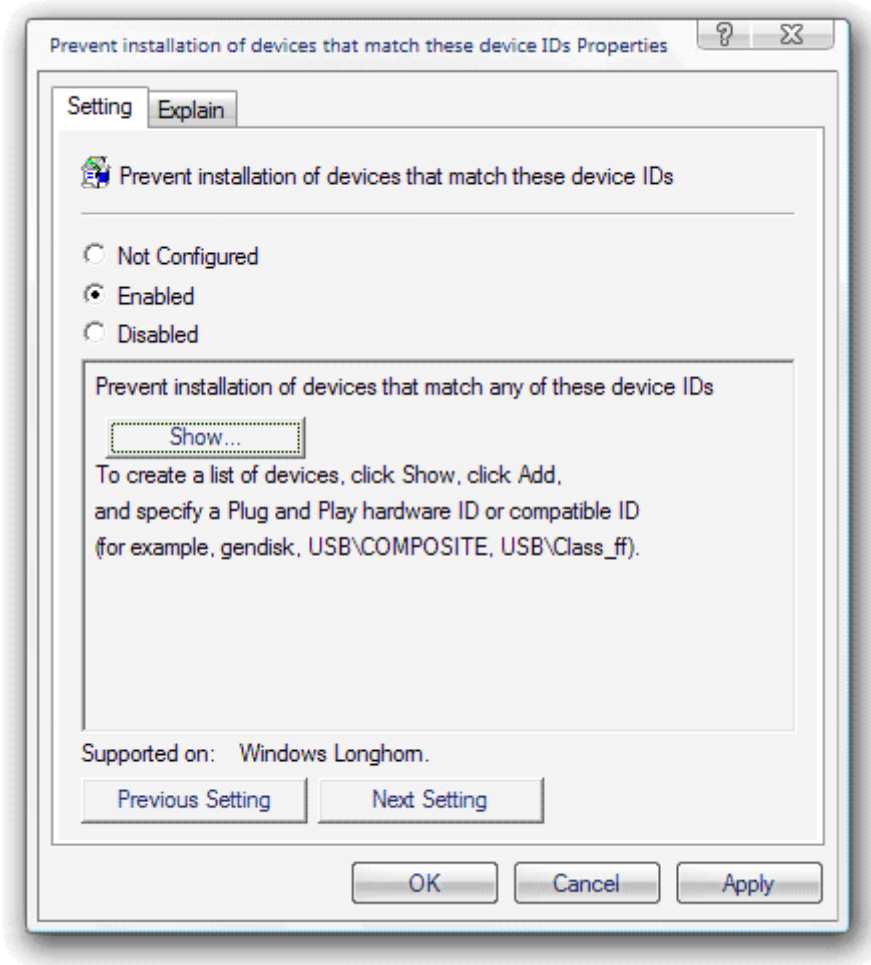 Prevent installation of devices that match these device IDs Properties
Setting
Explain
Prevent installation of devices that match these device IDs
Not Configured
Enabled
Disabled
Prevent installation of devices that match any of these device IDs
Show...
To create a list of devices, click Show, click Add,
and specify a Plug and Play hardware ID or compatible ID
(for example, gendisk, USB\COMPOSITE, USB\Class_ff).
Supported on: Windows Longhorn.
Previous Setting
Next Setting
OK
Cancel
Apply